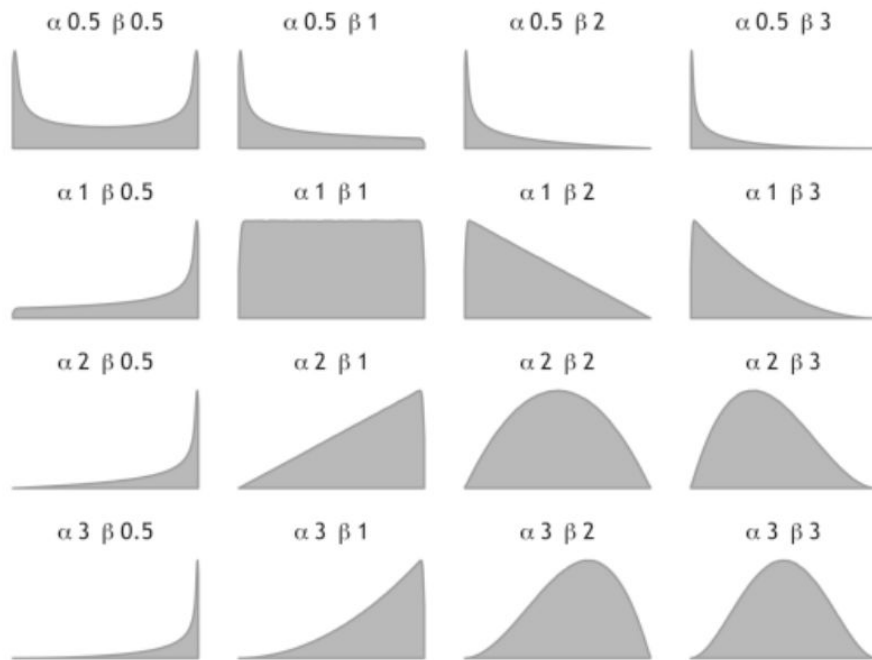 α 0.5 β 0.5 α 0.5 β 1 α 0.5 β 2 α 0.5 β 3
α 1 β 0.5 α 1 β 1 α 1 β 2 α 1 β 3
α 2 β 0.5 α 2 β 1 α 2 β 2 α 2 β 3
α 3 β 0.5 α 3 β 1 α 3 β 2 α 3 β 3